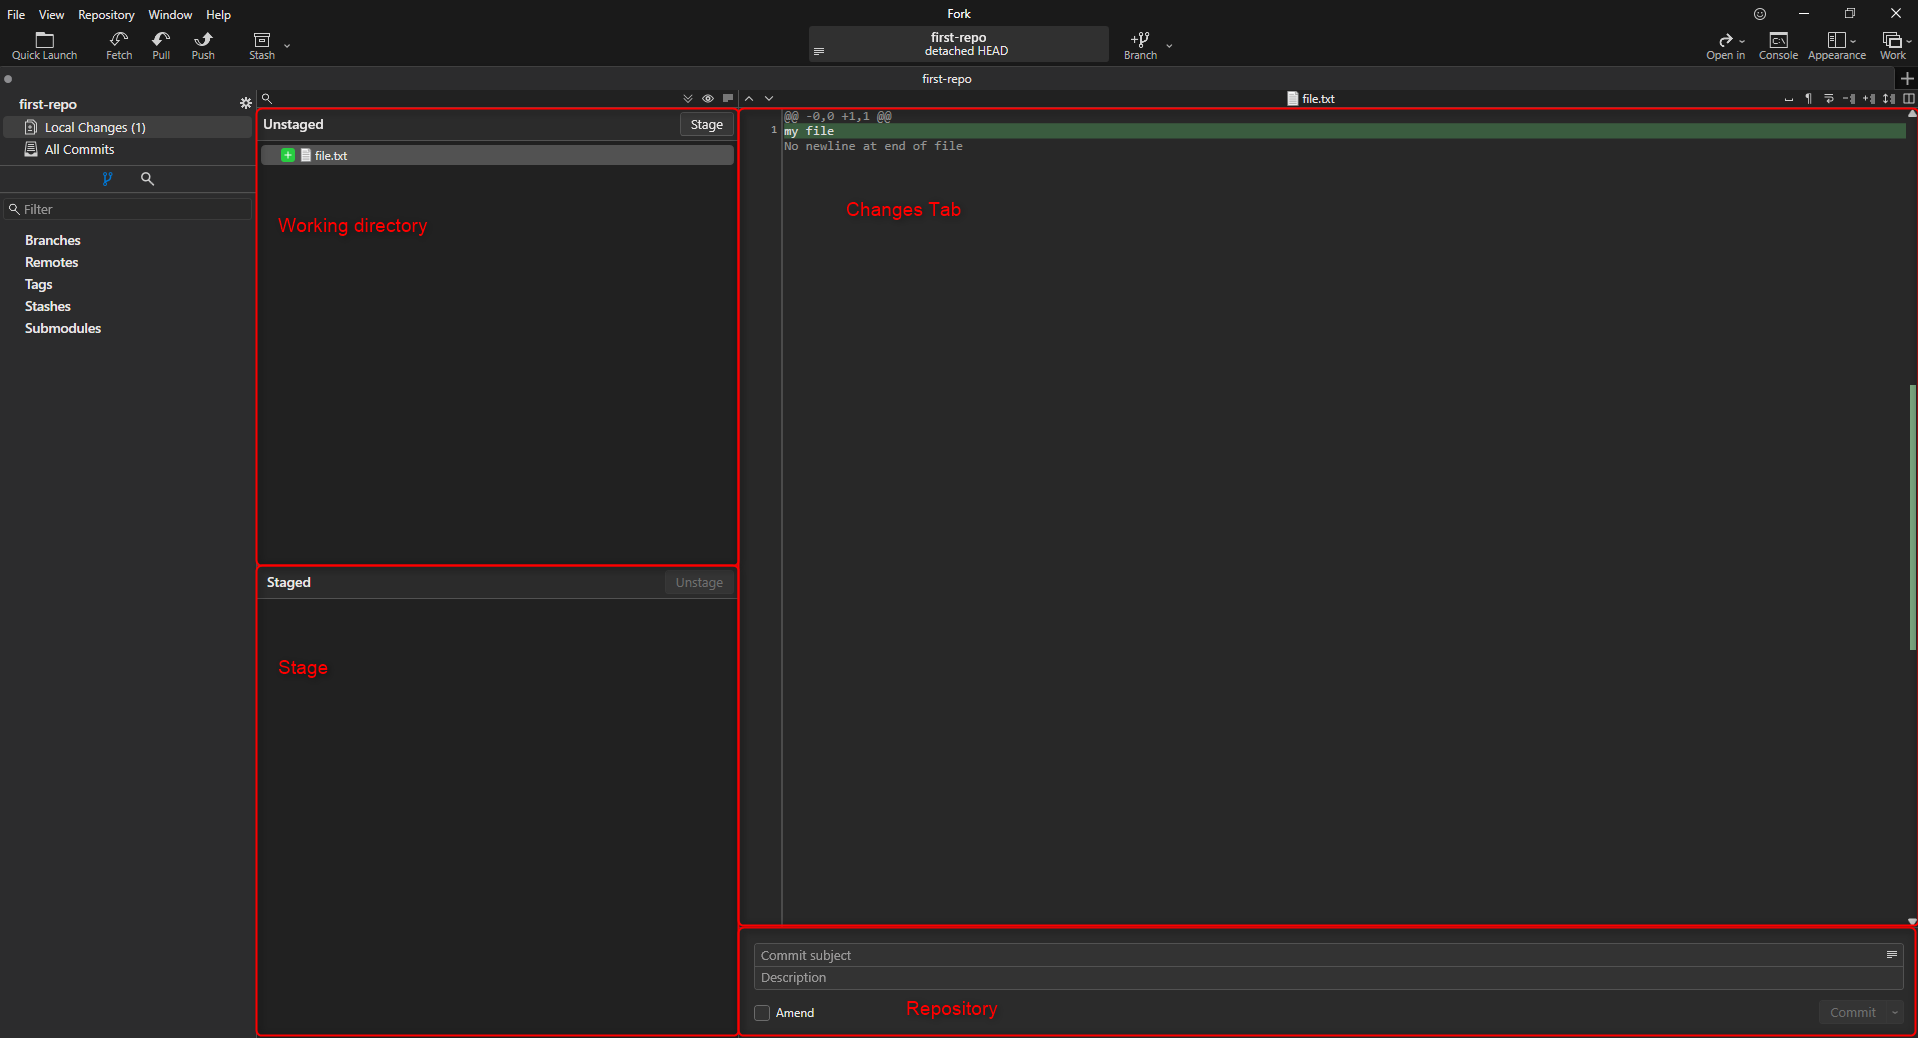 File View Repository Window Help
Fork
Quick Launch
Fetch
Pull
Push
Stash
first-repo
detached HEAD
Branch
Open in
Console
Appearance
Work
first-repo
first-repo
Local Changes (1)
All Commits
Filter
Branches
Remotes
Tags
Stashes
Submodules
Unstaged
Stage
file.txt
Working directory
Staged
Unstage
Stage
file.txt
@@ -0,0 +1,1 @@
1 my file
No newline at end of file
Changes Tab
Commit subject
Description
Amend
Repository
Commit